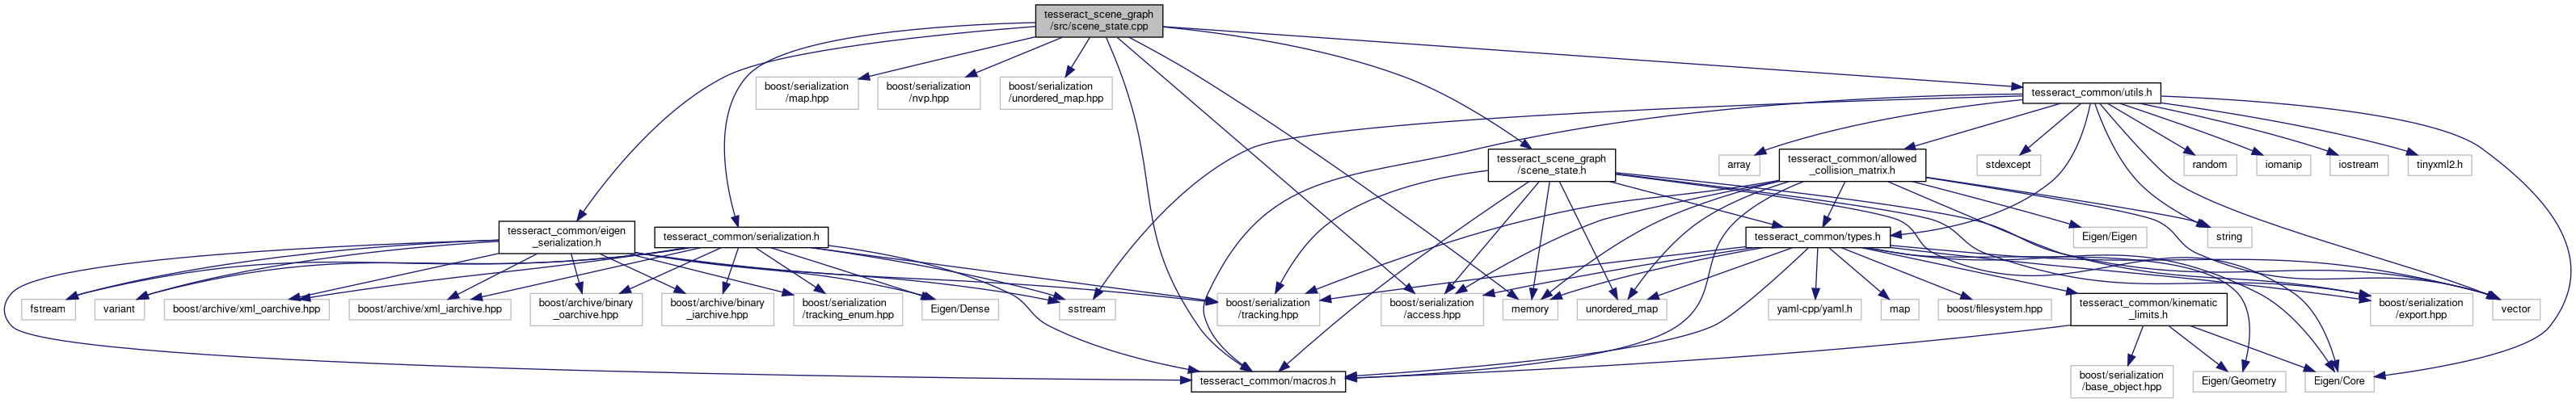 tesseract_scene_graph
/src/scene_state.cpp
boost/serialization
/map.hpp
boost/serialization
/nvp.hpp
boost/serialization
/unordered_map.hpp
tesseract_common/utils.h
array
tesseract_scene_graph
/scene_state.h
tesseract_common/allowed
_collision_matrix.h
stdexcept
random
iomanip
iostream
tinyxml2.h
tesseract_common/eigen
_serialization.h
tesseract_common/serialization.h
tesseract_common/types.h
Eigen/Eigen
string
fstream
variant
boost/archive/xml_oarchive.hpp
boost/archive/xml_iarchive.hpp
boost/archive/binary
_oarchive.hpp
boost/archive/binary
_iarchive.hpp
boost/serialization
/tracking_enum.hpp
Eigen/Dense
sstream
boost/serialization
/tracking.hpp
boost/serialization
/access.hpp
memory
unordered_map
yaml-cpp/yaml.h
map
boost/filesystem.hpp
tesseract_common/kinematic
_limits.h
boost/serialization
/export.hpp
vector
tesseract_common/macros.h
boost/serialization
/base_object.hpp
Eigen/Geometry
Eigen/Core